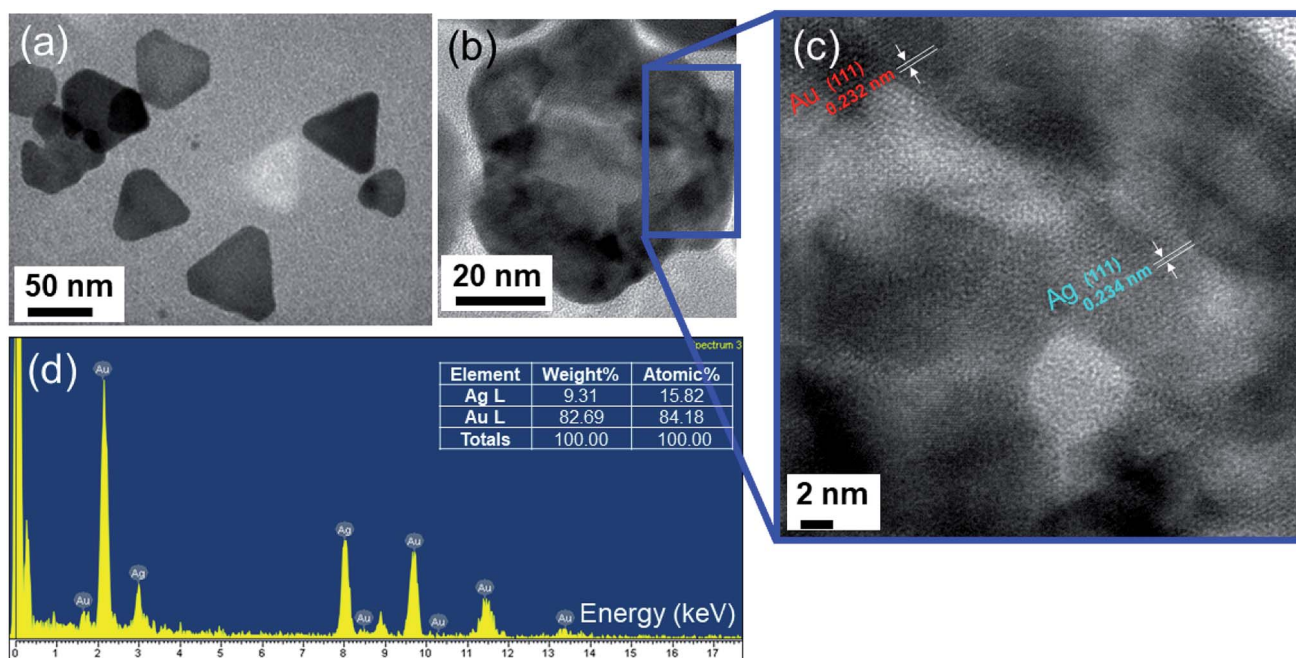 (a)
50 nm
(b)
20 nm
(c)
Au (111)
0.232 nm
Ag (111)
0.234 nm
2 nm
(d)
Spectrum 3
Element Weight% Atomic%
Ag L 9.31 15.82
Au L 82.69 84.18
Totals 100.00 100.00
Au
Au
Ag
Ag
Au
Au
Au
Au
Au
Energy (keV)
0 1 2 3 4 5 6 7 8 9 10 11 12 13 14 15 16 17